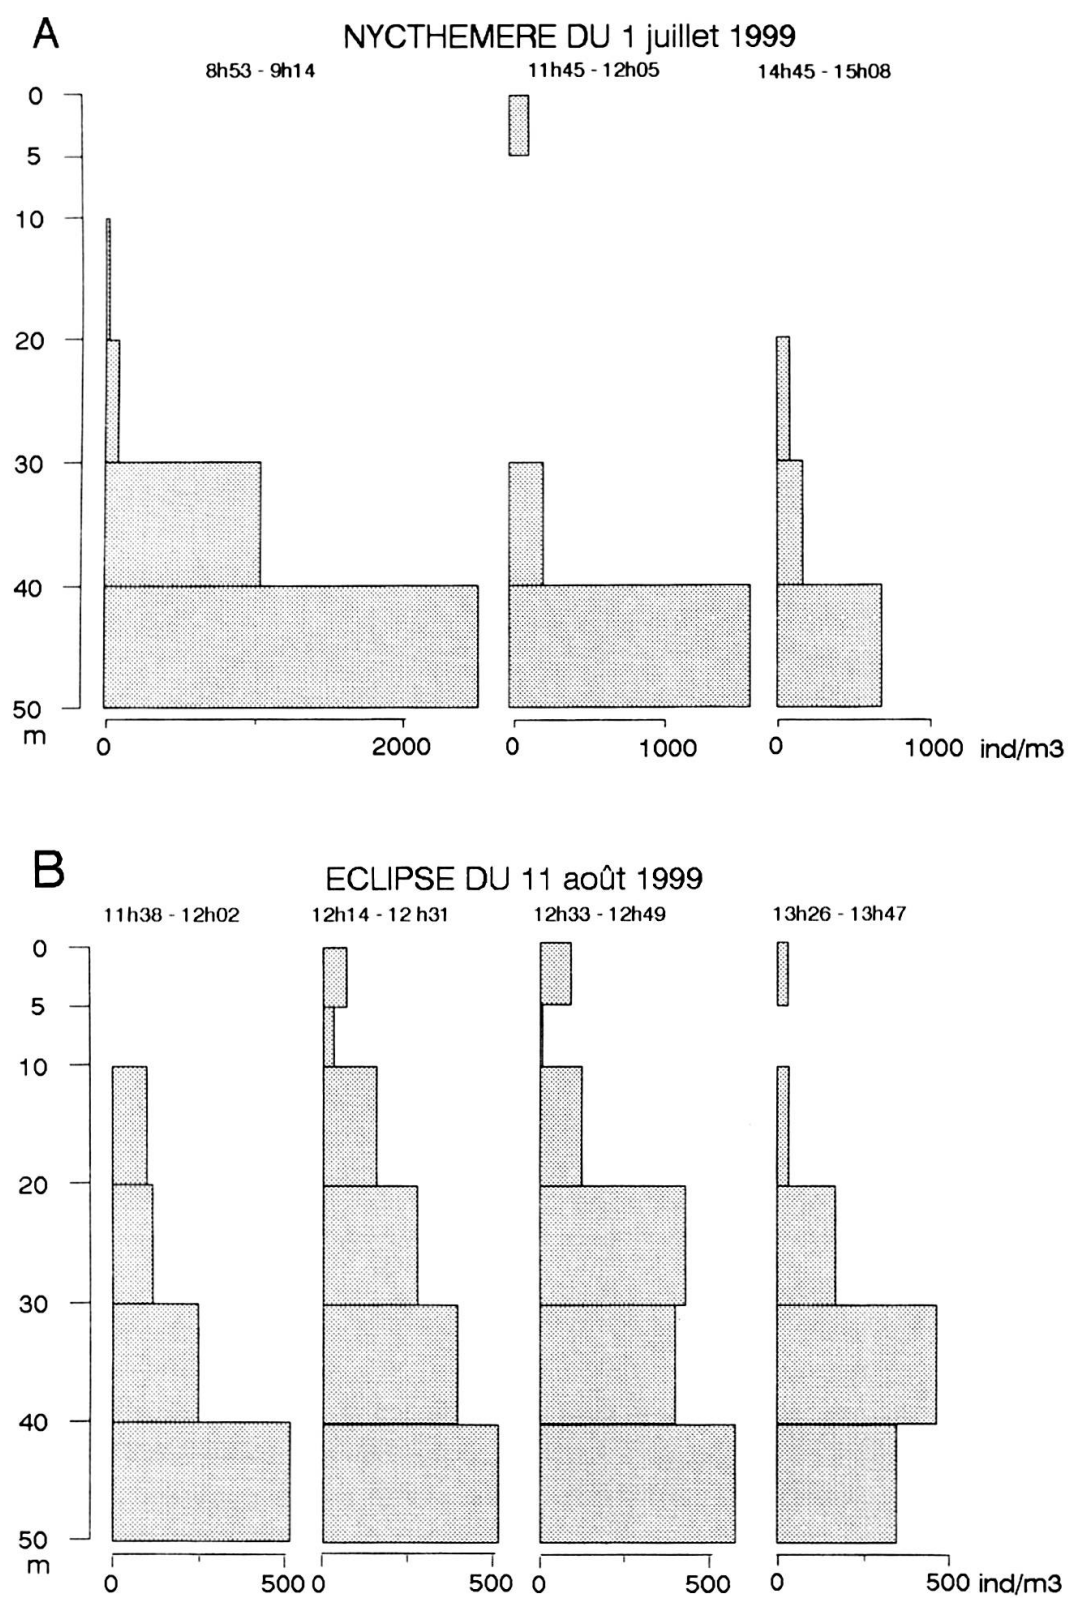 A
NYCTHEMERE DU 1 juillet 1999
8h53 - 9h14 11h45 - 12h05 14h45 - 15h08
0
5
10
20
30
40
50
m
0 2000 0 1000 0 1000 ind/m3
B
ECLIPSE DU 11 août 1999
11h38 - 12h02 12h14 - 12 h31 12h33 - 12h49 13h26 - 13h47
0
5
10
20
30
40
50
m
0 500 0 500 0 500 0 500 ind/m3